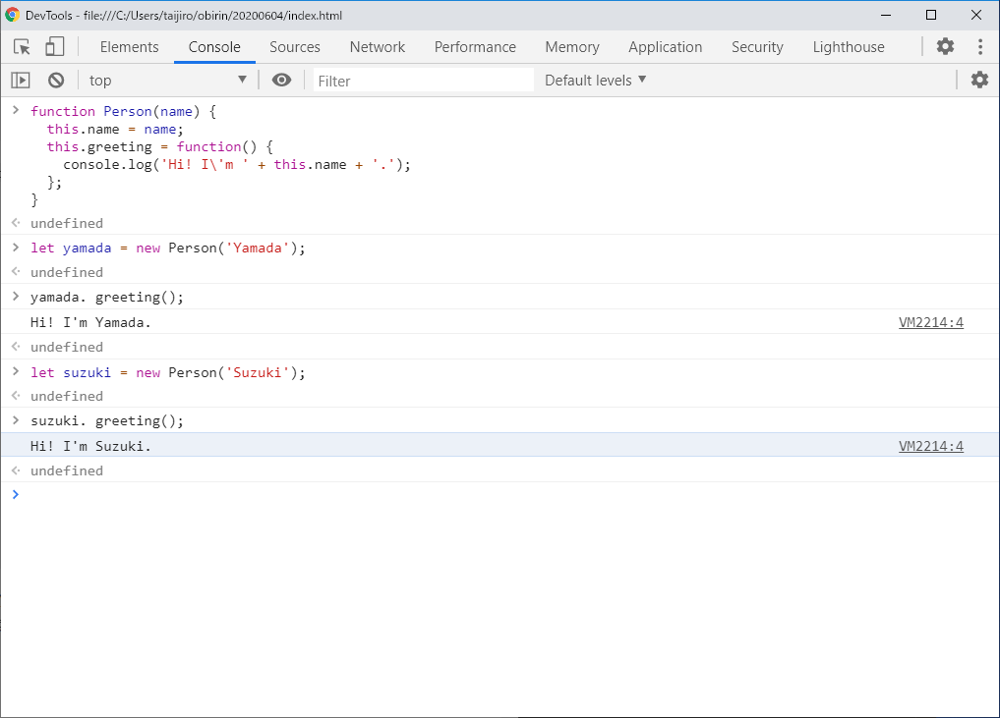 DevTools - file:///C:/Users/taijiro/obirin/20200604/index.html
Elements Console Sources Network Performance Memory Application Security Lighthouse
top Filter Default levels
function Person(name) {
  this.name = name;
  this.greeting = function() {
    console.log('Hi! I\'m ' + this.name + '.');
  };
}
undefined
let yamada = new Person('Yamada');
undefined
yamada. greeting();
Hi! I'm Yamada. VM2214:4
undefined
let suzuki = new Person('Suzuki');
undefined
suzuki. greeting();
Hi! I'm Suzuki. VM2214:4
undefined